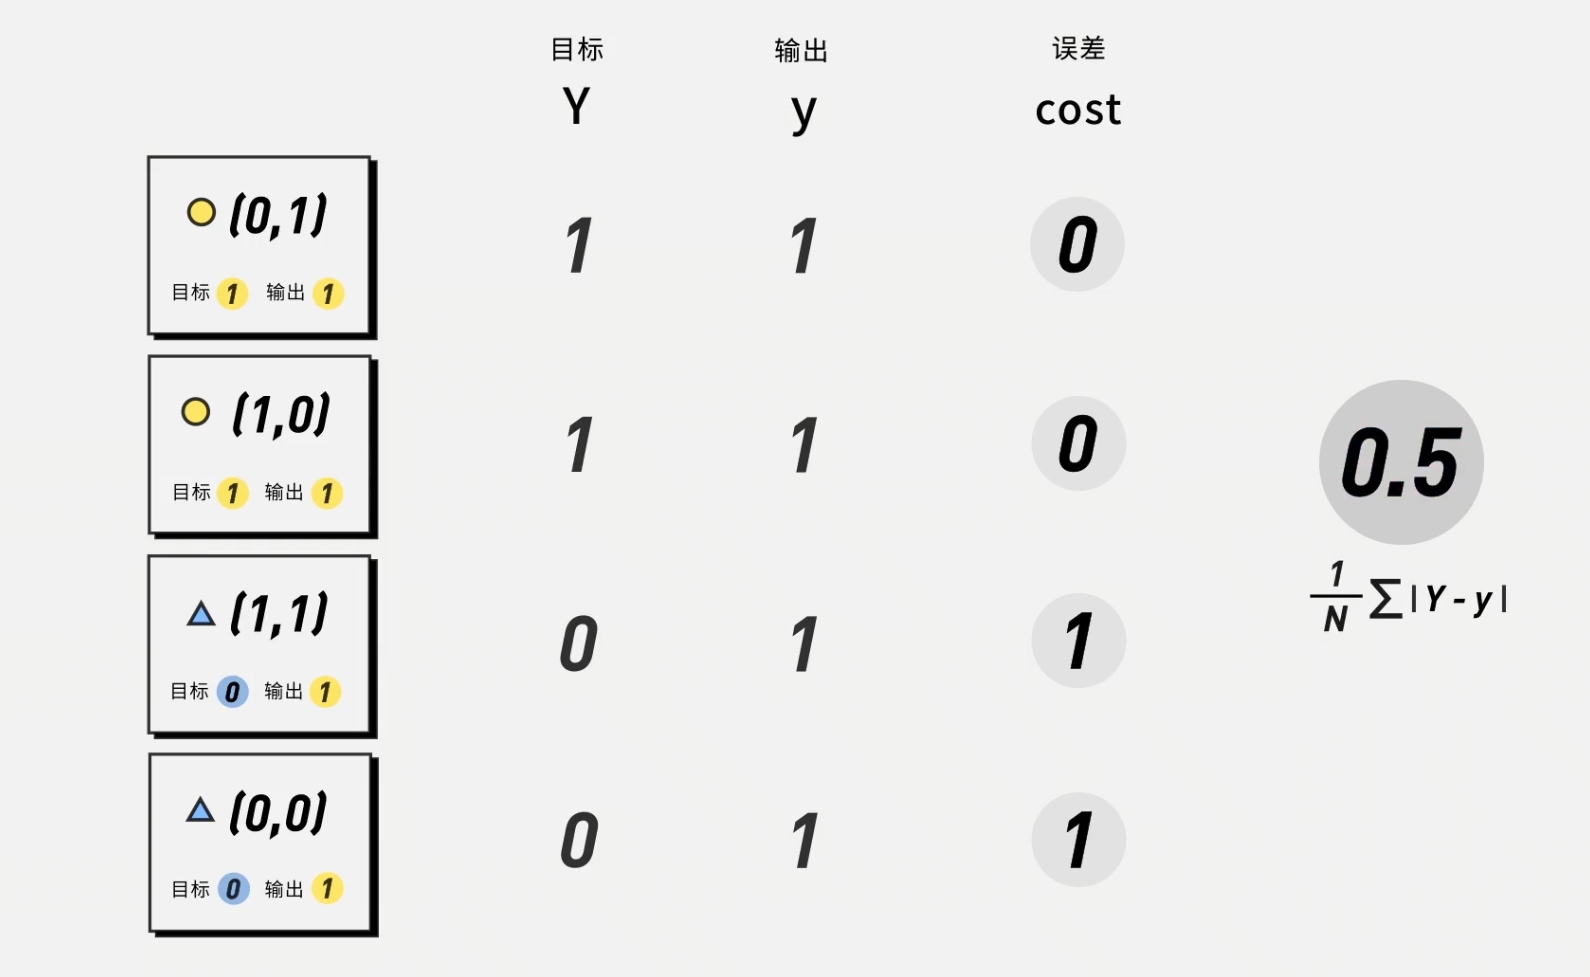 目标 输出 误差
Y y cost
(0,1)
目标 1 输出 1
1 1 0
(1,0)
目标 1 输出 1
1 1 0
(1,1)
目标 0 输出 1
0 1 1
(0,0)
目标 0 输出 1
0 1 1
0.5
1/N ∑|Y-y|